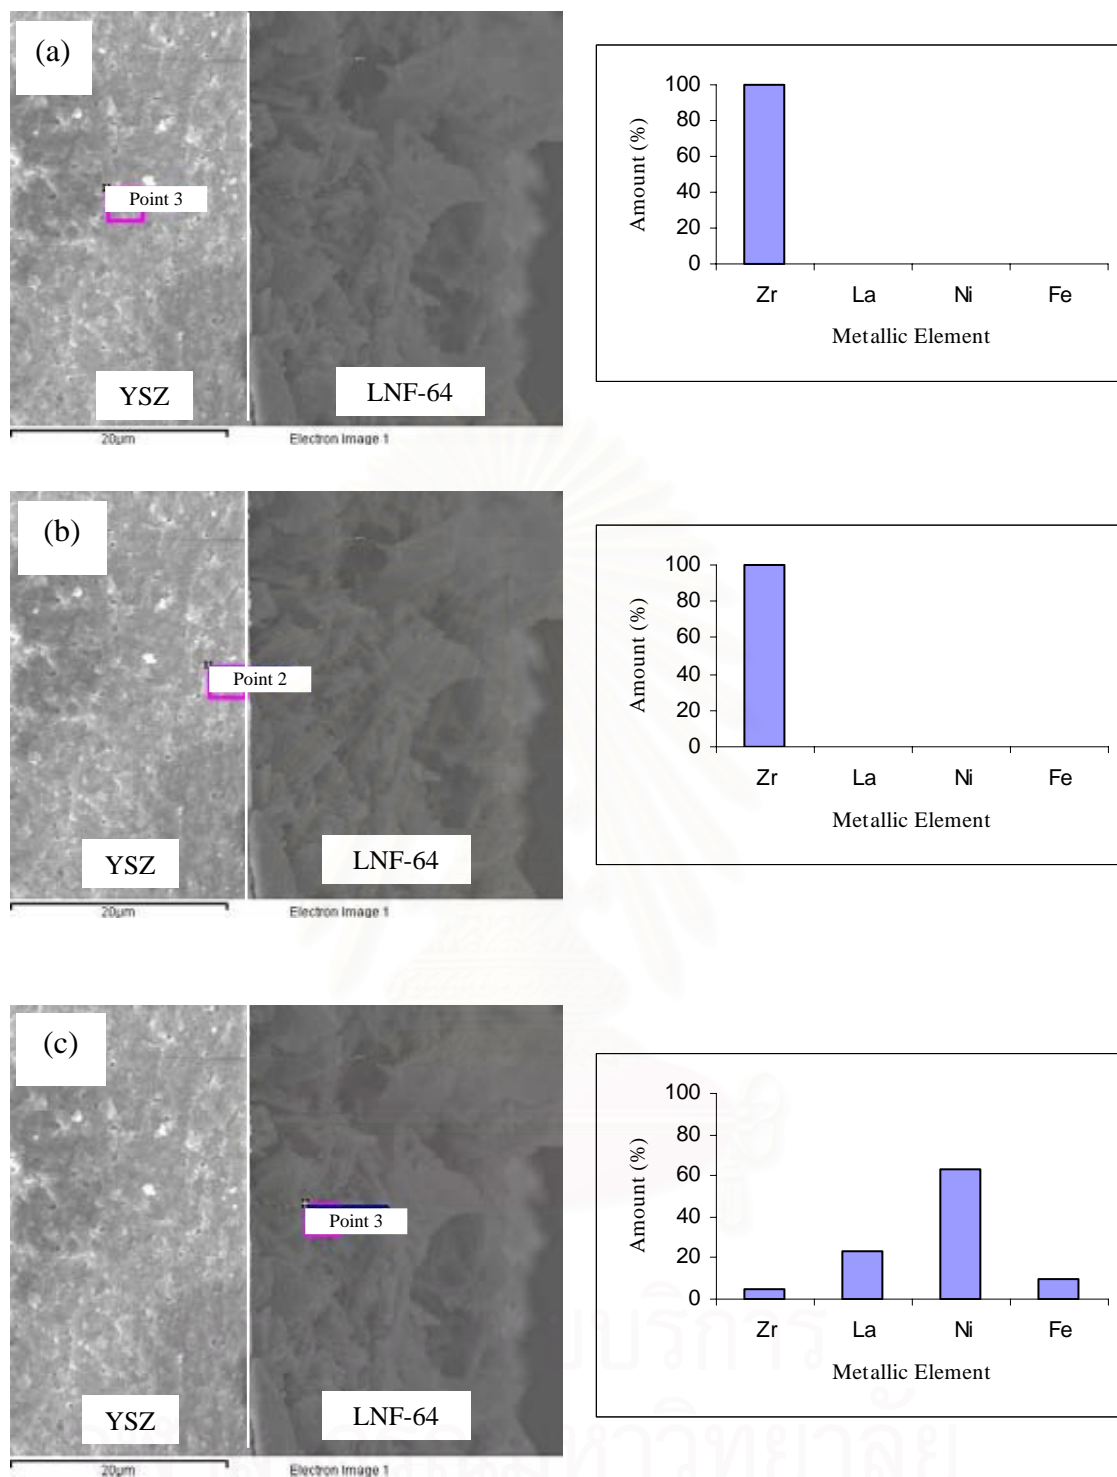 (a)
Point 3
YSZ
LNF-64
20µm
Electron Image 1
100
80
60
40
20
0
Amount (%)
Zr La Ni Fe
Metallic Element
(b)
Point 2
YSZ
LNF-64
20µm
Electron Image 1
100
80
60
40
20
0
Amount (%)
Zr La Ni Fe
Metallic Element
(c)
Point 3
YSZ
LNF-64
20µm
Electron Image 1
100
80
60
40
20
0
Amount (%)
Zr La Ni Fe
Metallic Element